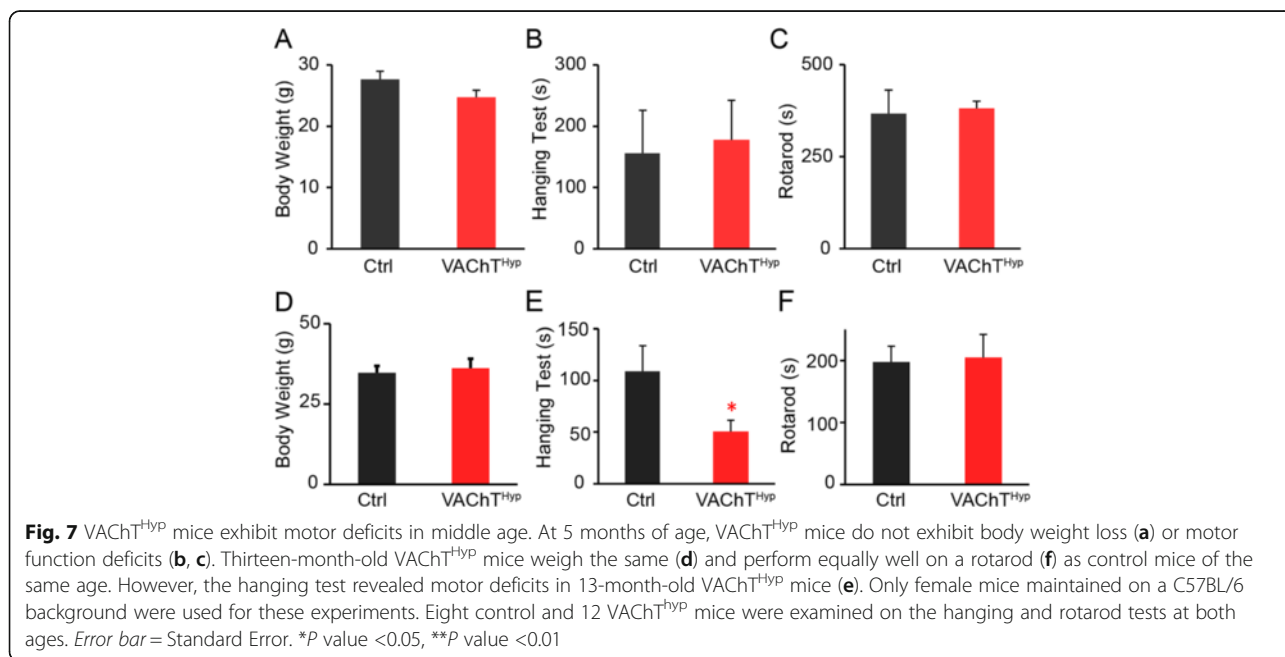 A
B
C
Body Weight (g)
30
20
10
0
Ctrl
VAChT^Hyp
Hanging Test (s)
300
200
100
0
Ctrl
VAChT^Hyp
Rotarod (s)
500
250
0
Ctrl
VAChT^Hyp
D
E
F
Body Weight (g)
50
25
0
Ctrl
VAChT^Hyp
Hanging Test (s)
150
100
50
0
*
Ctrl
VAChT^Hyp
Rotarod (s)
200
100
0
Ctrl
VAChT^Hyp
Fig. 7 VAChT^Hyp mice exhibit motor deficits in middle age. At 5 months of age, VAChT^Hyp mice do not exhibit body weight loss (a) or motor
function deficits (b, c). Thirteen-month-old VAChT^Hyp mice weigh the same (d) and perform equally well on a rotarod (f) as control mice of the
same age. However, the hanging test revealed motor deficits in 13-month-old VAChT^Hyp mice (e). Only female mice maintained on a C57BL/6
background were used for these experiments. Eight control and 12 VAChT^hyp mice were examined on the hanging and rotarod tests at both
ages. Error bar = Standard Error. *P value <0.05, **P value <0.01